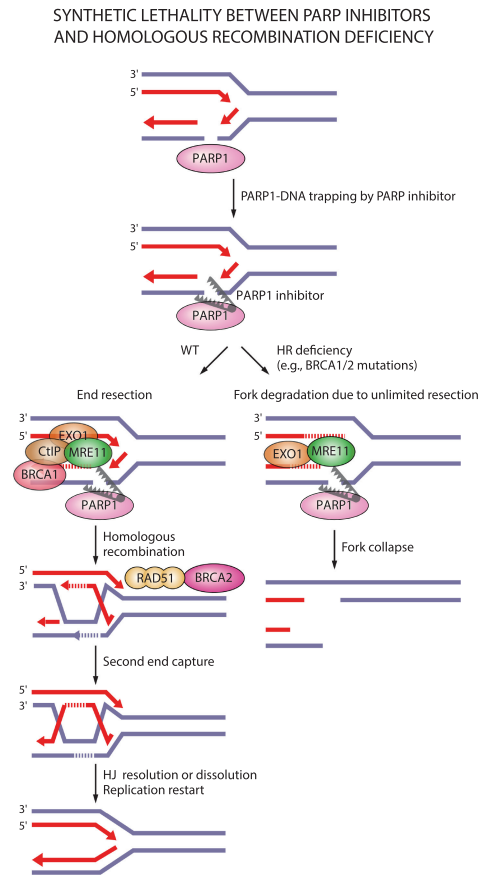 SYNTHETIC LETHALITY BETWEEN PARP INHIBITORS
AND HOMOLOGOUS RECOMBINATION DEFICIENCY
3'
5'
PARP1
PARP1-DNA trapping by PARP inhibitor
3'
5'
PARP1 inhibitor
PARP1
WT
HR deficiency
(e.g., BRCA1/2 mutations)
End resection
3'
5'
EXO1
CtIP
MRE11
BRCA1
PARP1
Homologous
recombination
5'
3'
RAD51
BRCA2
Second end capture
5'
3'
HJ resolution or dissolution
Replication restart
3'
5'
Fork degradation due to unlimited resection
3'
5'
EXO1
MRE11
PARP1
Fork collapse